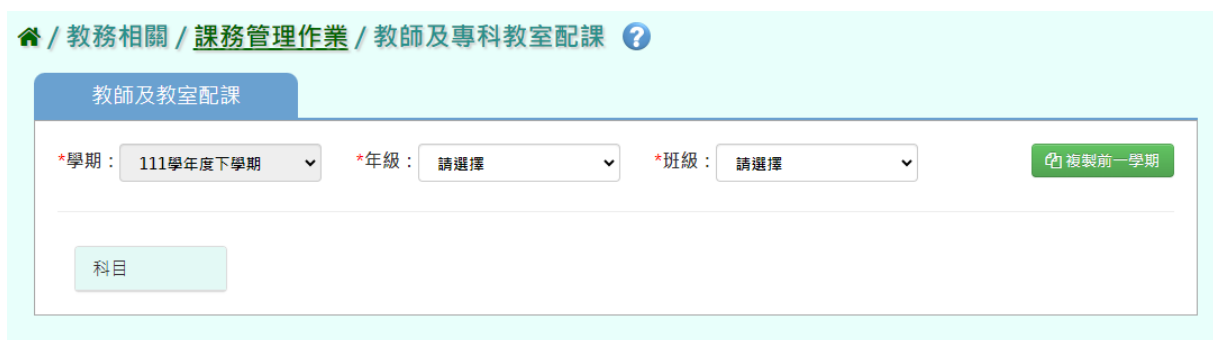 / 教務相關 / 課務管理作業 / 教師及專科教室配課 ?
教師及教室配課
*學期： 111學年度下學期 *年級： 請選擇 *班級： 請選擇 複製前一學期
科目